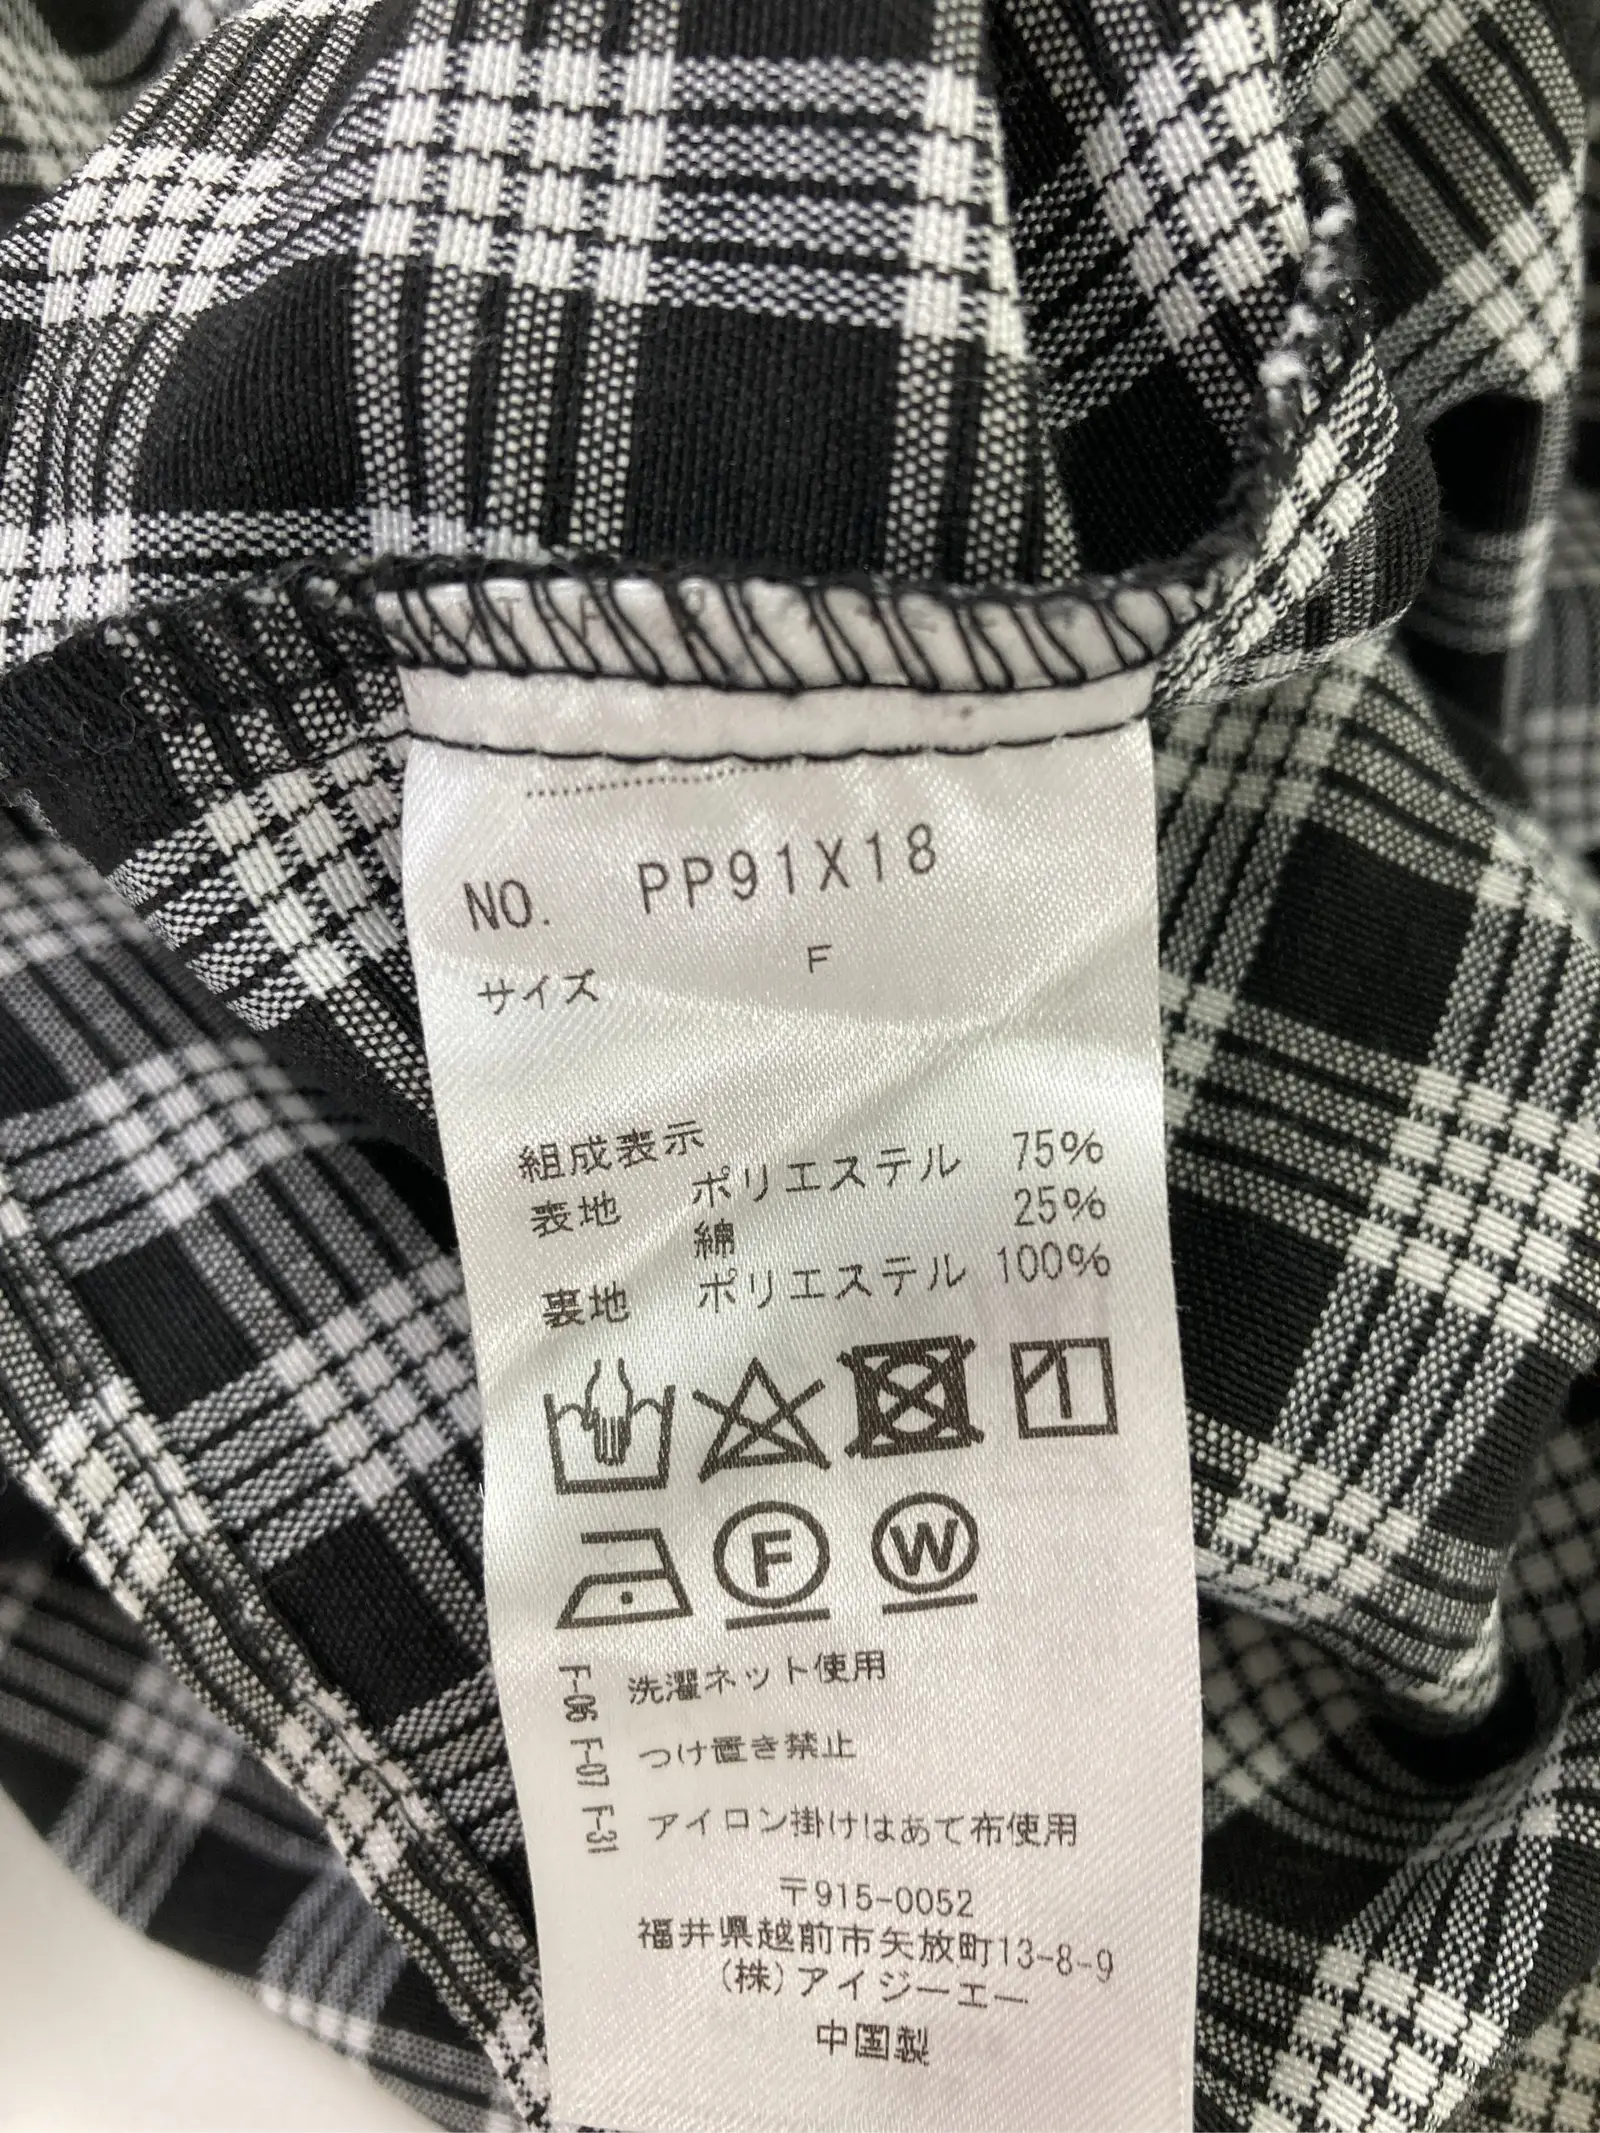 NO. PP91X18
サイズ F
組成表示
表地 ポリエステル 75%
綿 25%
裏地 ポリエステル 100%
F
W
F-06 F-07 F-31
洗濯ネット使用
つけ置き禁止
アイロン掛けはあて布使用
〒915-0052
福井県越前市矢放町13-8-9
(株)アイジーエー
中国製